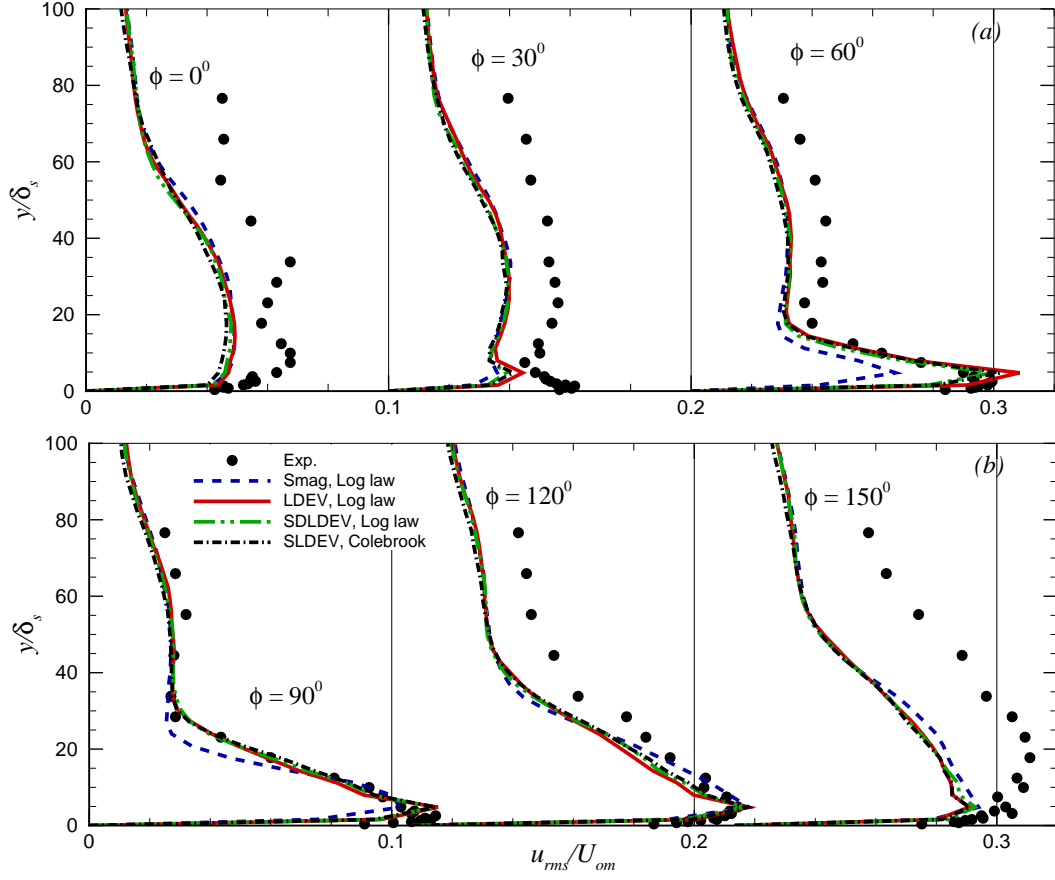 100
80
60
40
20
0
y/δs
ϕ = 0⁰
ϕ = 30⁰
ϕ = 60⁰
(a)
0
0.1
0.2
0.3
100
80
60
40
20
0
y/δs
(b)
Exp.
Smag, Log law
LDEV, Log law
SDLDEV, Log law
SLDEV, Colebrook
ϕ = 90⁰
ϕ = 120⁰
ϕ = 150⁰
0
0.1
0.2
0.3
urms/Uom